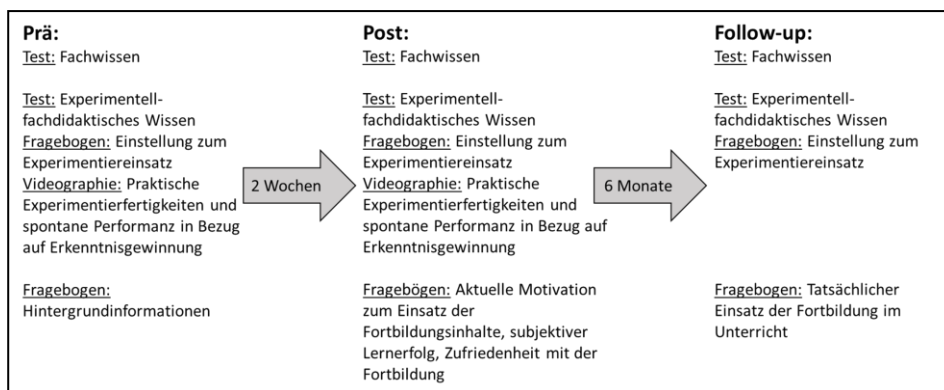 Prä:
Test: Fachwissen
Test: Experimentell-
fachdidaktisches Wissen
Fragebogen: Einstellung zum
Experimentiereinsatz
Videographie: Praktische
Experimentierfertigkeiten und
spontane Performanz in Bezug
auf Erkenntnisgewinnung
Fragebogen:
Hintergrundinformationen
2 Wochen
Post:
Test: Fachwissen
Test: Experimentell-
fachdidaktisches Wissen
Fragebogen: Einstellung zum
Experimentiereinsatz
Videographie: Praktische
Experimentierfertigkeiten und
spontane Performanz in Bezug auf
Erkenntnisgewinnung
Fragebögen: Aktuelle Motivation
zum Einsatz der
Fortbildungsinhalte, subjektiver
Lernerfolg, Zufriedenheit mit der
Fortbildung
6 Monate
Follow-up:
Test: Fachwissen
Test: Experimentell-
fachdidaktisches Wissen
Fragebogen: Einstellung zum
Experimentiereinsatz
Fragebogen: Tatsächlicher
Einsatz der Fortbildung im
Unterricht